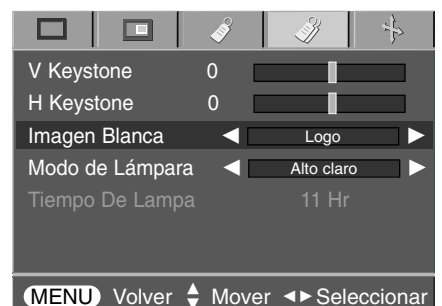 V Keystone 0
H Keystone 0
Imagen Blanca Logo
Modo de Lámpara Alto claro
Tiempo De Lampa 11 Hr
MENU Volver Mover Seleccionar